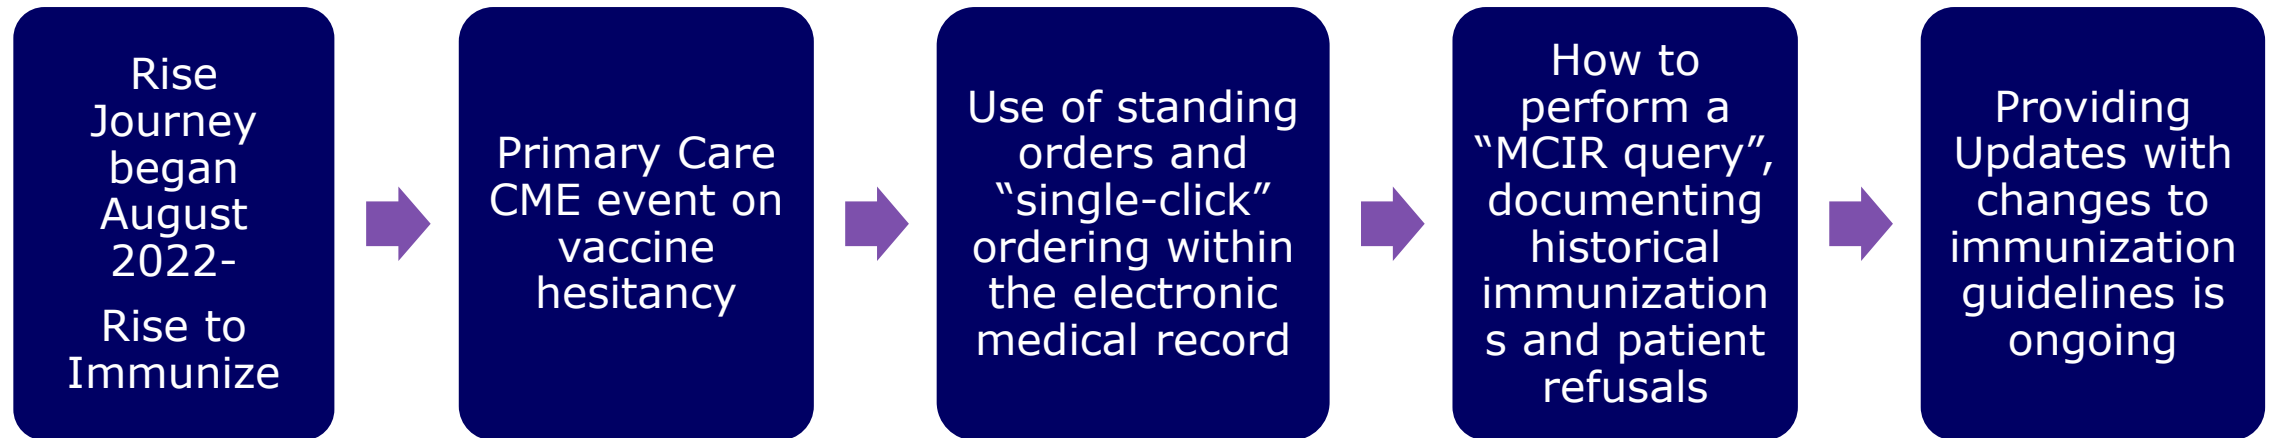 Rise
Journey
began
August
2022-
Rise to
Immunize
Primary Care
CME event on
vaccine
hesitancy
Use of standing
orders and
“single-click”
ordering within
the electronic
medical record
How to
perform a
“MCIR query”,
documenting
historical
immunization
s and patient
refusals
Providing
Updates with
changes to
immunization
guidelines is
ongoing